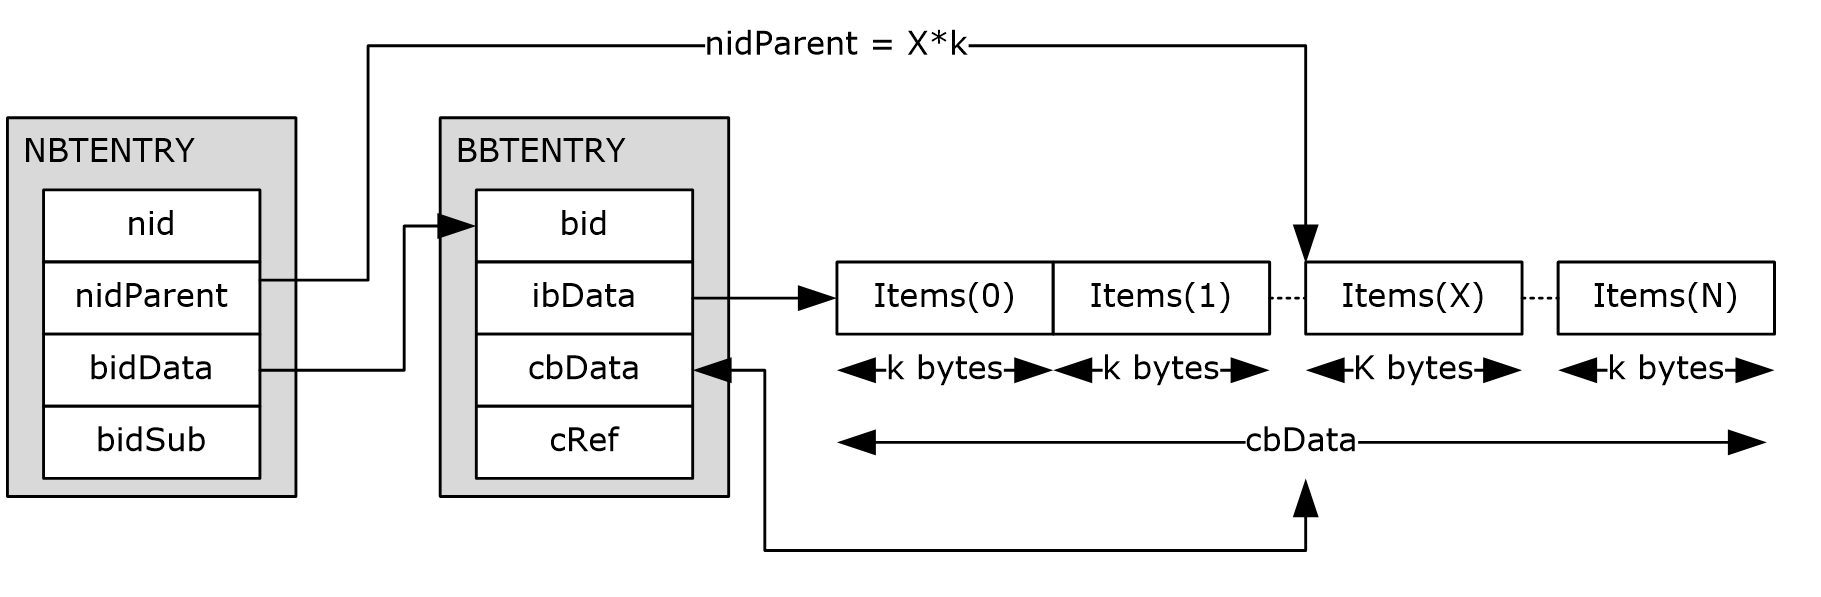 nidParent = X*k
NBTENTRY
nid
nidParent
bidData
bidSub
BBTENTRY
bid
ibData
cbData
cRef
Items(0)
Items(1)
Items(X)
Items(N)
k bytes
k bytes
K bytes
k bytes
cbData